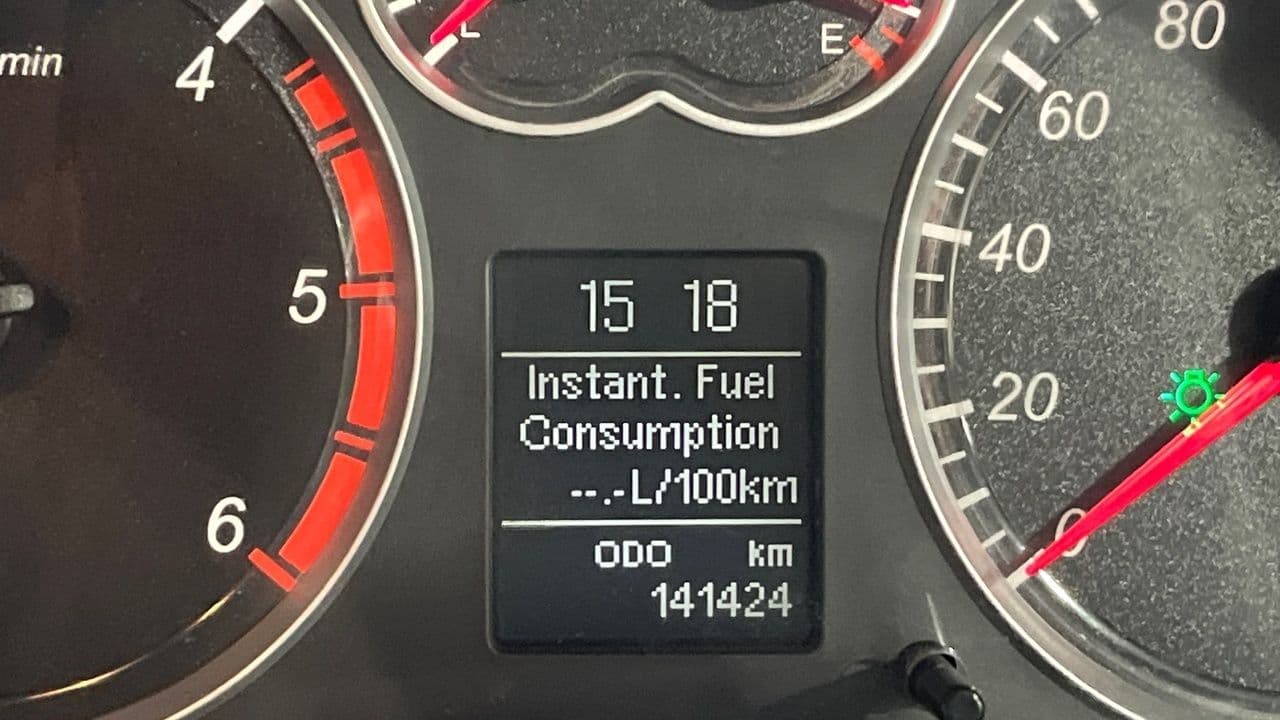 min
4
5
6
L
E
15 18
Instant. Fuel
Consumption
--.-L/100km
ODO km
141424
80
60
40
20
0